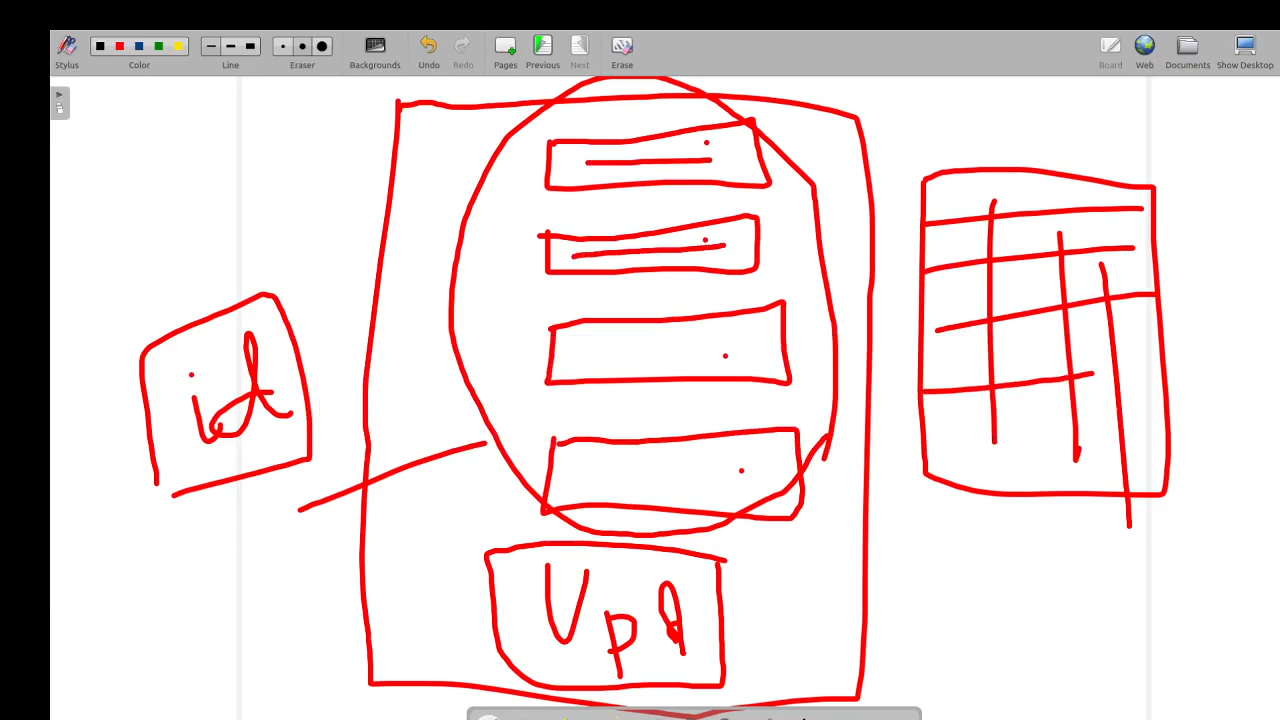 Stylus Color Line Eraser Backgrounds Undo Redo Pages Previous Next Erase Board Web Documents Show Desktop
id
Upd